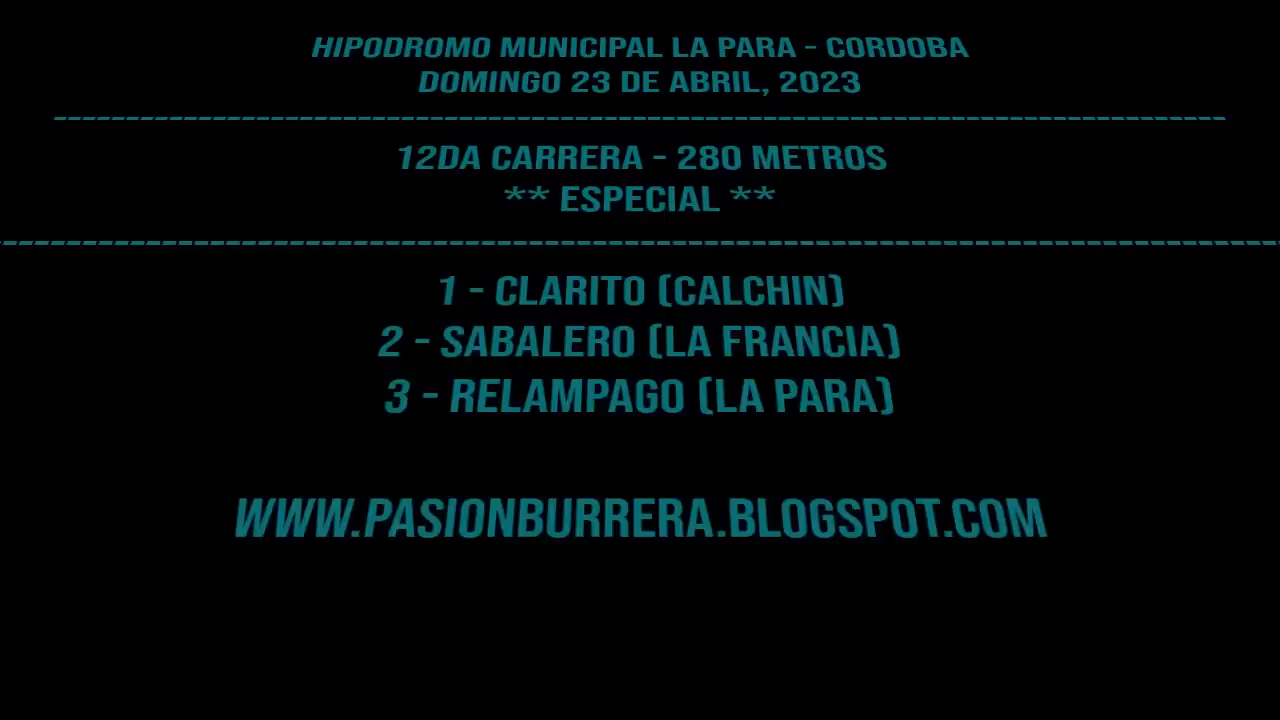 HIPODROMO MUNICIPAL LA PARA - CORDOBA
DOMINGO 23 DE ABRIL, 2023
--------------------------------------------------------------------------------
12DA CARRERA - 280 METROS
** ESPECIAL **
--------------------------------------------------------------------------------
1 - CLARITO (CALCHIN)
2 - SABALERO (LA FRANCIA)
3 - RELAMPAGO (LA PARA)
WWW.PASIONBURRERA.BLOGSPOT.COM